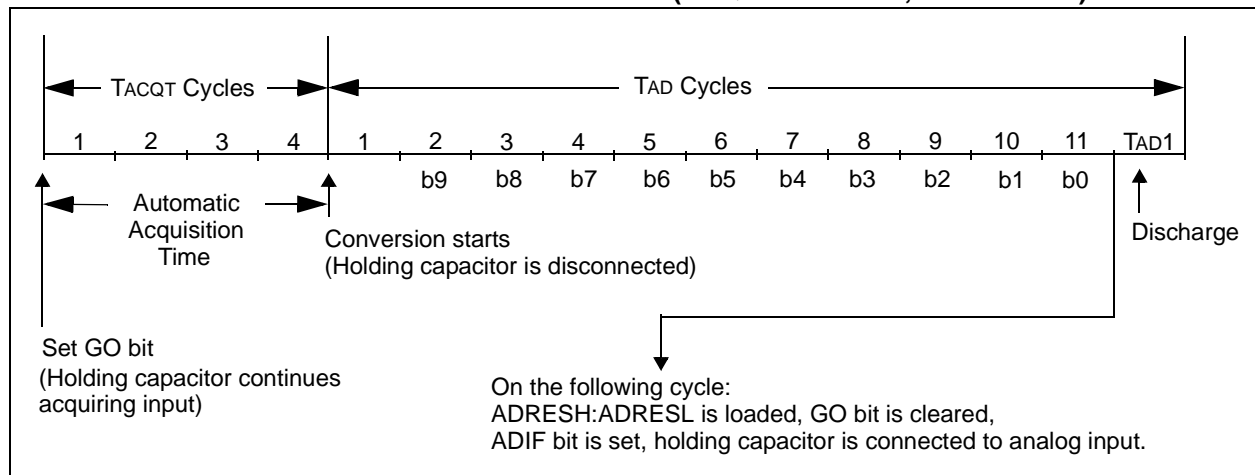 TACQT Cycles
TAD Cycles
1 2 3 4 1 2 3 4 5 6 7 8 9 10 11 TAD1
b9 b8 b7 b6 b5 b4 b3 b2 b1 b0
Automatic
Acquisition
Time
Conversion starts
(Holding capacitor is disconnected)
Discharge
Set GO bit
(Holding capacitor continues
acquiring input)
On the following cycle:
ADRESH:ADRESL is loaded, GO bit is cleared,
ADIF bit is set, holding capacitor is connected to analog input.